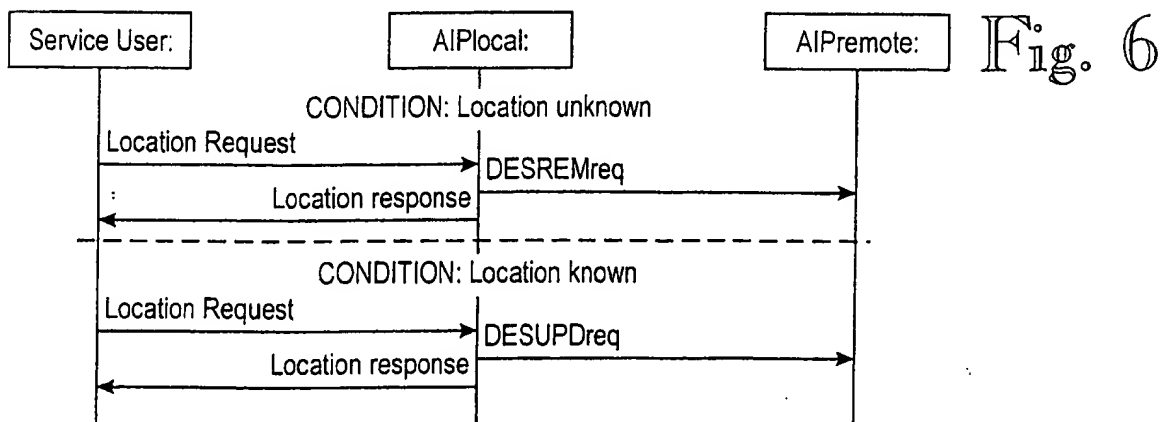 Service User:
AIPlocal:
AIPremote:
Fig. 6
CONDITION: Location unknown
Location Request
DESREMreq
Location response
CONDITION: Location known
Location Request
DESUPDreq
Location response